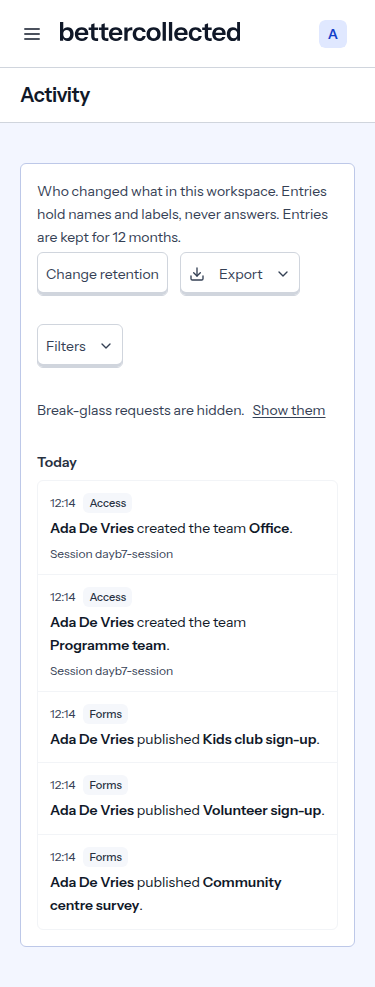 bettercollected
A
Activity
Who changed what in this workspace. Entries
hold names and labels, never answers. Entries
are kept for 12 months.
Change retention
Export
Filters
Break-glass requests are hidden. Show them
Today
12:14 Access
Ada De Vries created the team Office.
Session dayb7-session
12:14 Access
Ada De Vries created the team
Programme team.
Session dayb7-session
12:14 Forms
Ada De Vries published Kids club sign-up.
12:14 Forms
Ada De Vries published Volunteer sign-up.
12:14 Forms
Ada De Vries published Community
centre survey.